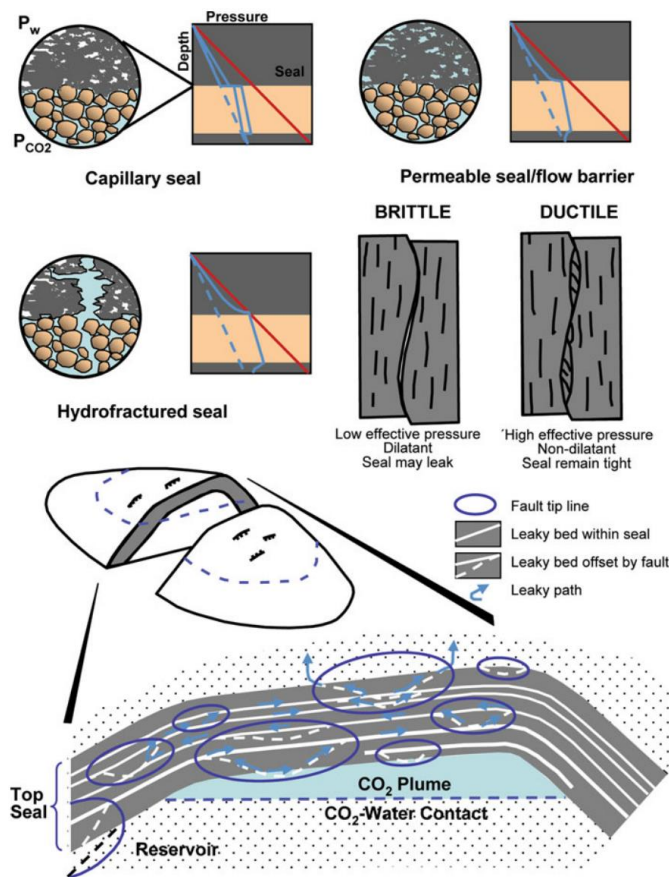 P_W
Pressure
Depth
Seal
P_CO2
Capillary seal
Permeable seal/flow barrier
BRITTLE
DUCTILE
Hydrofractured seal
Low effective pressure
Dilatant
Seal may leak
'High effective pressure
Non-dilatant
Seal remain tight
Fault tip line
Leaky bed within seal
Leaky bed offset by fault
Leaky path
Top
Seal
CO₂ Plume
CO₂-Water Contact
Reservoir